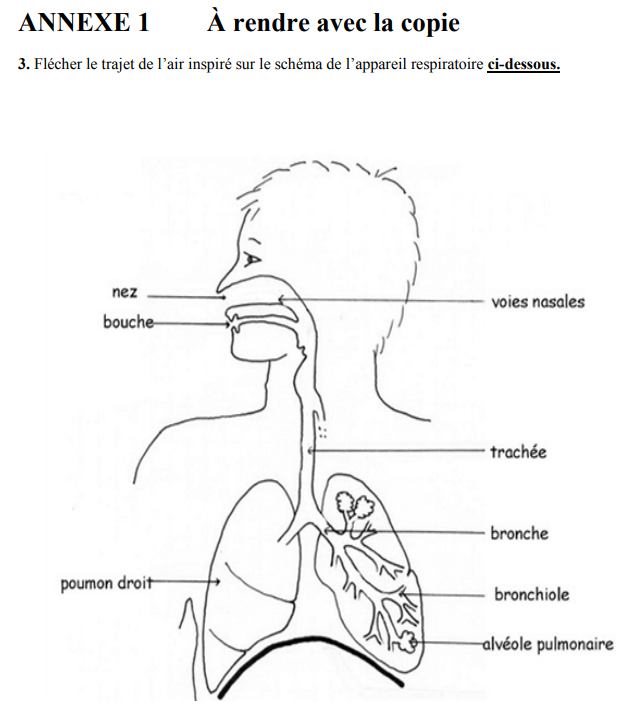 ANNEXE 1 À rendre avec la copie
3. Flécher le trajet de l’air inspiré sur le schéma de l’appareil respiratoire ci-dessous.
nez
voies nasales
bouche
trachée
bronche
poumon droit
bronchiole
alvéole pulmonaire